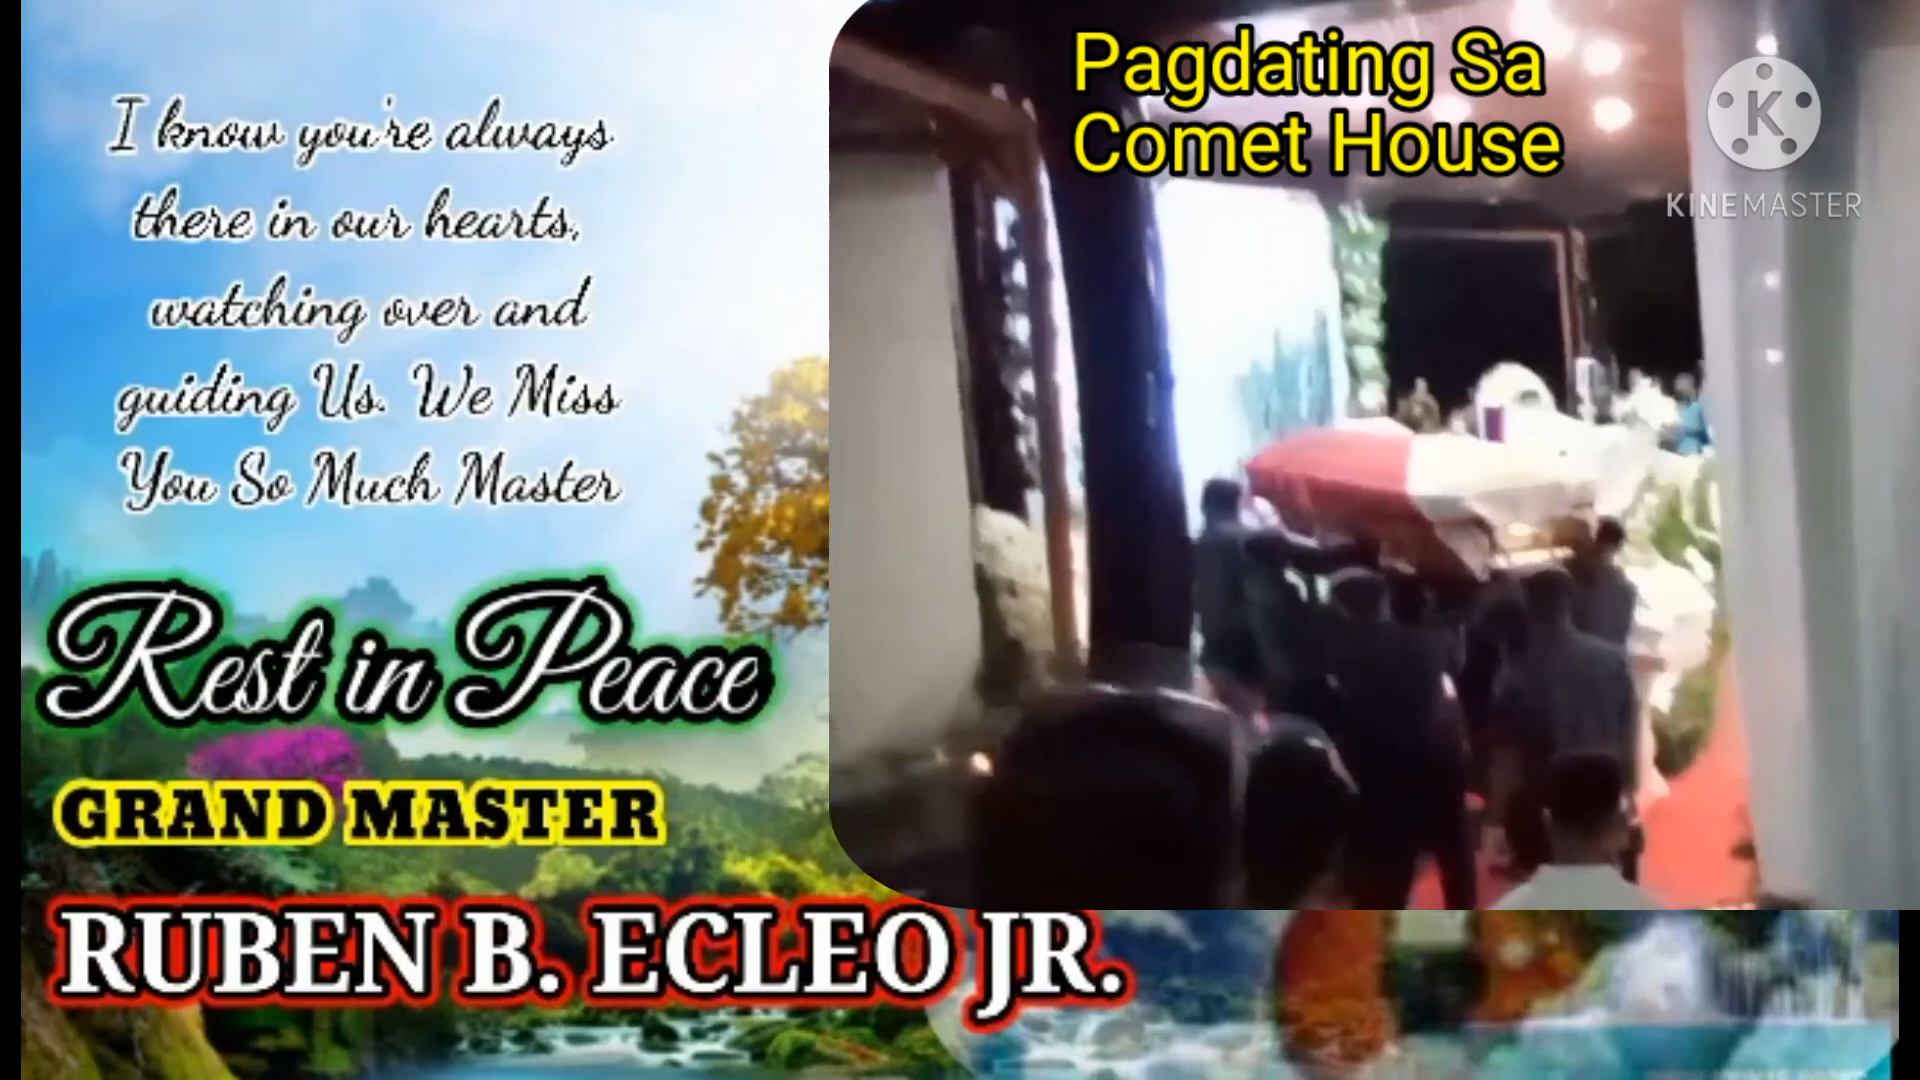 I know you're always
there in our hearts,
watching over and
guiding Us. We Miss
You So Much Master
Rest in Peace
GRAND MASTER
RUBEN B. ECLEO JR.
Pagdating Sa
Comet House
K
KINEMASTER